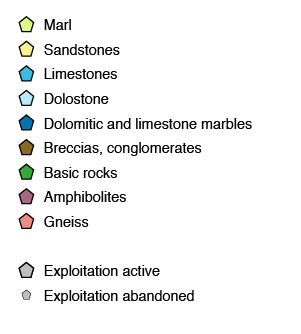 Marl
Sandstones
Limestones
Dolostone
Dolomitic and limestone marbles
Breccias, conglomerates
Basic rocks
Amphibolites
Gneiss
Exploitation active
Exploitation abandoned